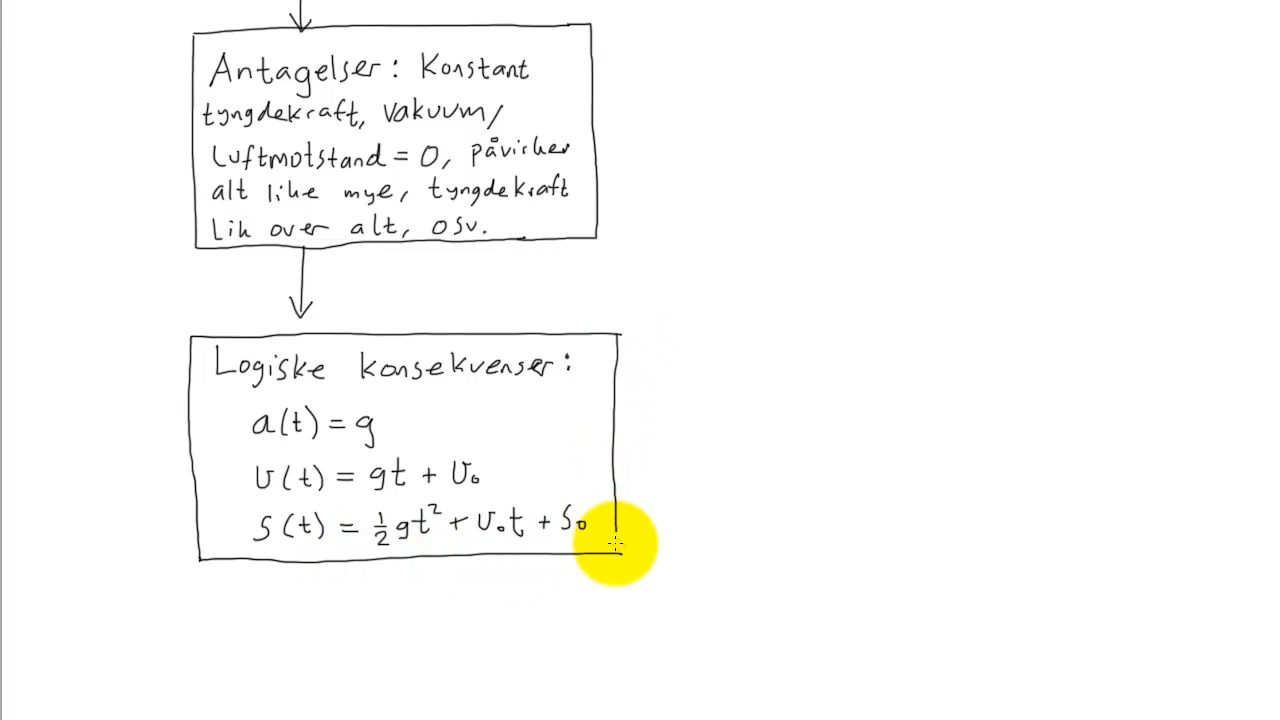 Antagelser: Konstant
tyngdekraft, vakuum/
Luftmotstand = 0, påvirker
alt like mye, tyngdekraft
Lik over alt, osv.
Logiske konsekvenser:
a(t) = g
v(t) = gt + v₀
s(t) = ½gt² + v₀t + s₀